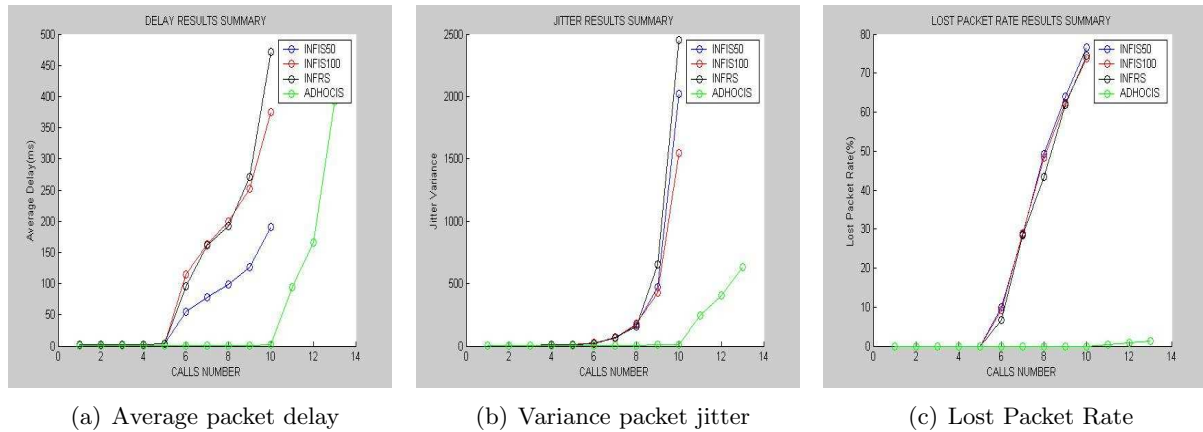 DELAY RESULTS SUMMARY
500
450
400
350
300
250
200
150
100
50
0
Average Delay(ms)
0 2 4 6 8 10 12 14
CALLS NUMBER
INFIS50
INFIS100
INFRS
ADHOCIS
(a) Average packet delay
JITTER RESULTS SUMMARY
2500
2000
1500
1000
500
0
Jitter Variance
0 2 4 6 8 10 12 14
CALLS NUMBER
INFIS50
INFIS100
INFRS
ADHOCIS
(b) Variance packet jitter
LOST PACKET RATE RESULTS SUMMARY
80
70
60
50
40
30
20
10
0
Lost Packet Rate(%)
0 2 4 6 8 10 12 14
CALLS NUMBER
INFIS50
INFIS100
INFRS
ADHOCIS
(c) Lost Packet Rate